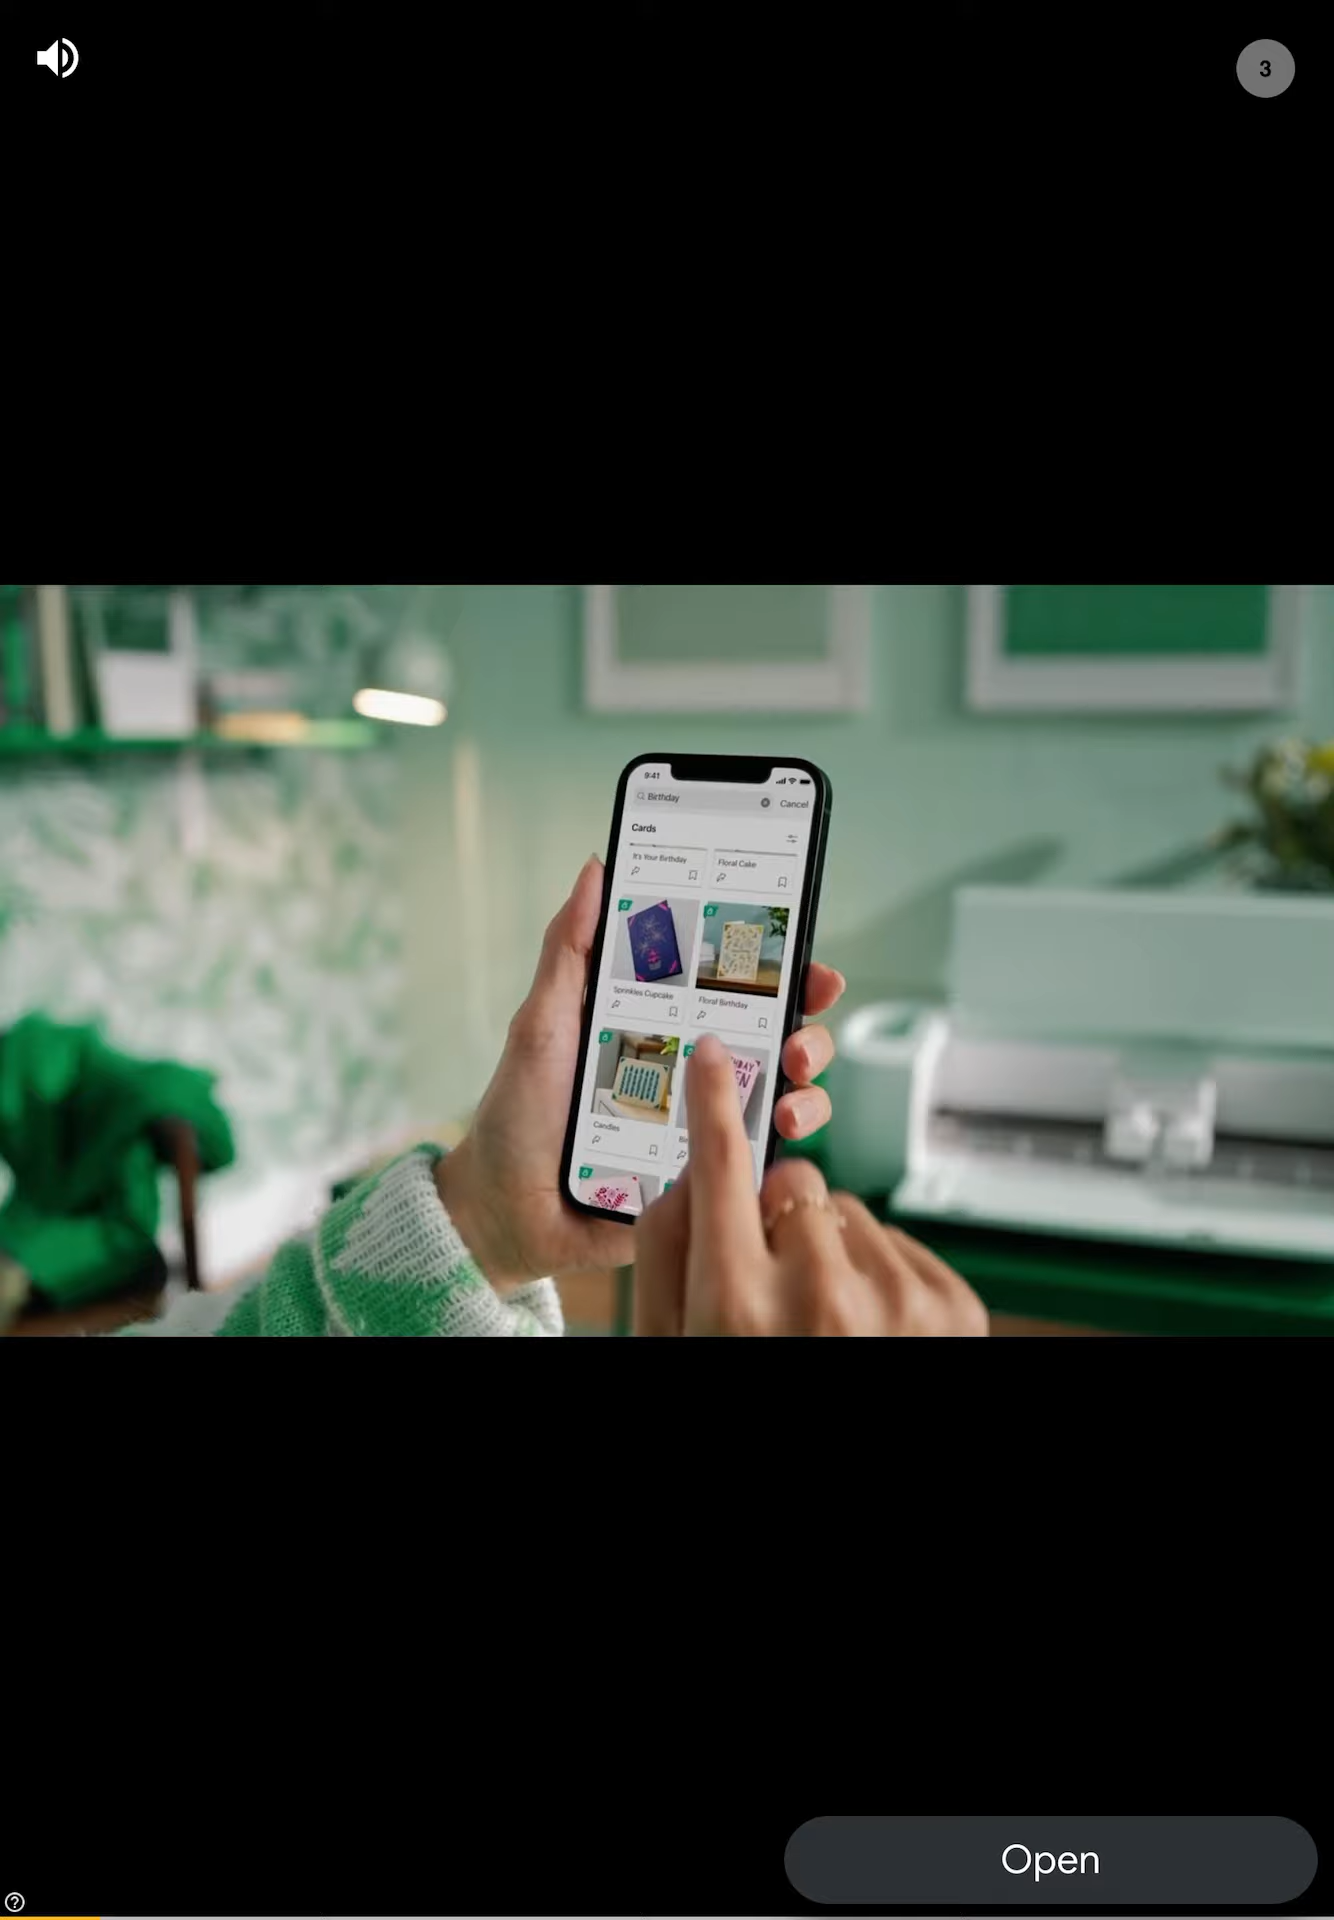 3
9:41
Birthday
Cancel
Cards
It's Your Birthday
Floral Cake
Sprinkles Cupcake
Floral Birthday
Candles
Open
?